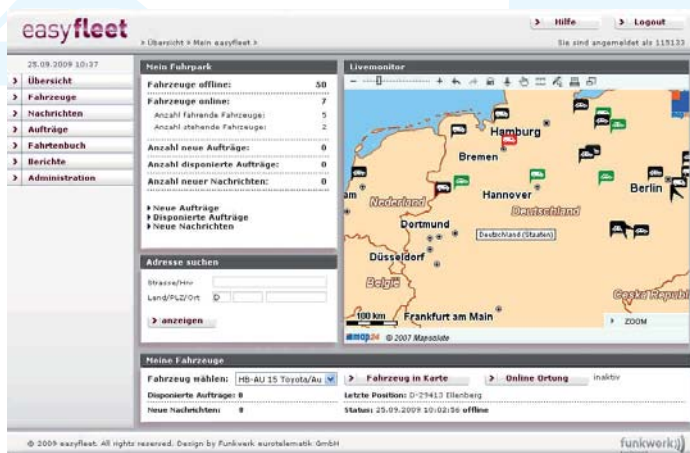 easyfleet
> Übersicht > Mein easyfleet >
> Hilfe
> Logout
Sie sind angemeldet als 115133
25.09.2009 10:37
> Übersicht
> Fahrzeuge
> Nachrichten
> Aufträge
> Fahrtenbuch
> Berichte
> Administration
Mein Fuhrpark
Fahrzeuge offline: 50
Fahrzeuge online: 7
Anzahl fahrende Fahrzeuge: 5
Anzahl stehende Fahrzeuge: 2
Anzahl neue Aufträge: 0
Anzahl disponierte Aufträge: 0
Anzahl neuer Nachrichten: 0
Neue Aufträge
Disponierte Aufträge
Neue Nachrichten
Adresse suchen
Strasse/Hnr
Land/PLZ/Ort D
> anzeigen
Livemonitor
Hamburg
Bremen
Berlin
am
Nederland
Hannover
Deutschland
Dortmund
Deutschland (Staaten)
Düsseldorf
België
Česká Republi
100 km
Frankfurt am Main
ZOOM
map24 © 2007 Mapsolute
Meine Fahrzeuge
Fahrzeug wählen: HB-AU 15 Toyota/Au
> Fahrzeug in Karte
> Online Ortung
inaktiv
Disponierte Aufträge: 0
Letzte Position: D-29413 Ellenberg
Neue Nachrichten: 0
Status: 25.09.2009 10:02:56 offline
© 2009 easyfleet. All rights reserved. Design by Funkwerk eurotelematik GmbH
funkwerk